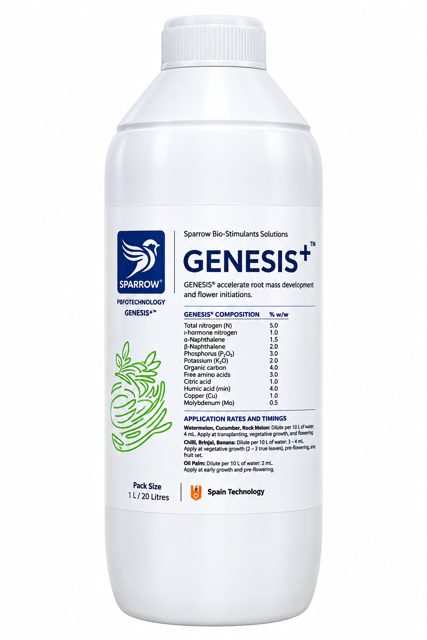 Sparrow Bio-Stimulants Solutions
GENESIS+™
SPARROW®
GENESIS® accelerate root mass development
and flower initiations.
GENESIS+™
GENESIS® COMPOSITION % w/w
Total nitrogen (N) 5.0
ı-hormone nitrogen 1.0
α-Naphthalene 1.5
β-Naphthalene 2.0
Phosphorus (P₂O₅) 3.0
Potassium (K₂O) 2.0
Organic carbon 4.0
Free amino acids 3.0
Citric acid 1.0
Humic acid (min) 4.0
Copper (Cu) 1.0
Molybdenum (Mo) 0.5
APPLICATION RATES AND TIMINGS
Watermelon, Cucumber, Rock Melon: Dilute per 10 L of water:
4 mL. Apply at transplanting, vegetative growth, and flowering.
Chilli, Brinjal, Banana: Dilute per 10 L of water: 3 – 4 mL.
Apply at vegetative growth (2 – 3 true leaves), pre-flowering, and
fruit set.
Oil Palm: Dilute per 10 L of water: 2 mL.
Apply at early growth and pre-flowering.
Pack Size
1 L / 20 Litres
Spain Technology